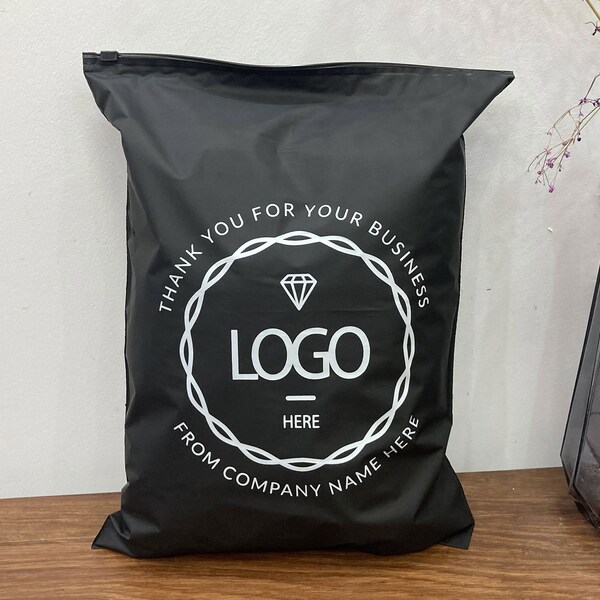 THANK YOU FOR YOUR BUSINESS
LOGO
HERE
FROM COMPANY NAME HERE